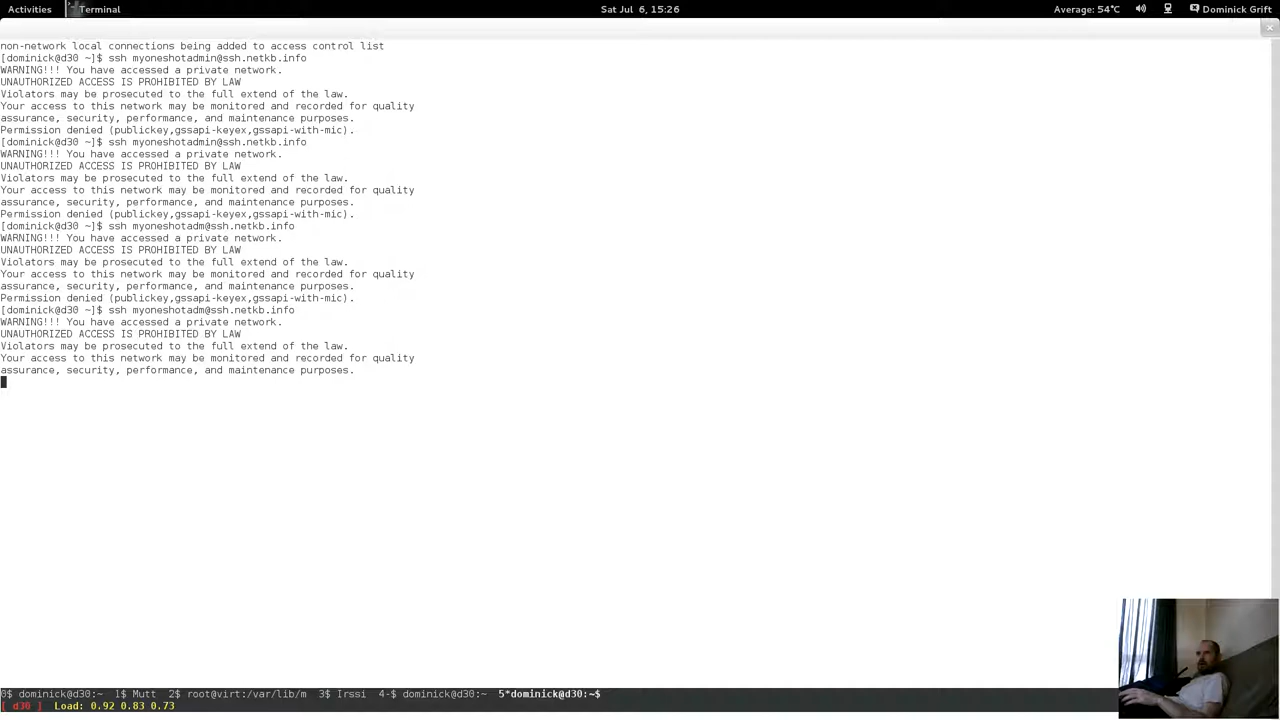 Activities
Terminal
Sat Jul 6, 15:26
Average: 54°C
Dominick Grift
non-network local connections being added to access control list
[dominick@d30 ~]$ ssh myoneshotadmin@ssh.netkb.info
WARNING!!! You have accessed a private network.
UNAUTHORIZED ACCESS IS PROHIBITED BY LAW
Violators may be prosecuted to the full extend of the law.
Your access to this network may be monitored and recorded for quality
assurance, security, performance, and maintenance purposes.
Permission denied (publickey,gssapi-keyex,gssapi-with-mic).
[dominick@d30 ~]$ ssh myoneshotadmin@ssh.netkb.info
WARNING!!! You have accessed a private network.
UNAUTHORIZED ACCESS IS PROHIBITED BY LAW
Violators may be prosecuted to the full extend of the law.
Your access to this network may be monitored and recorded for quality
assurance, security, performance, and maintenance purposes.
Permission denied (publickey,gssapi-keyex,gssapi-with-mic).
[dominick@d30 ~]$ ssh myoneshotadm@ssh.netkb.info
WARNING!!! You have accessed a private network.
UNAUTHORIZED ACCESS IS PROHIBITED BY LAW
Violators may be prosecuted to the full extend of the law.
Your access to this network may be monitored and recorded for quality
assurance, security, performance, and maintenance purposes.
Permission denied (publickey,gssapi-keyex,gssapi-with-mic).
[dominick@d30 ~]$ ssh myoneshotadm@ssh.netkb.info
WARNING!!! You have accessed a private network.
UNAUTHORIZED ACCESS IS PROHIBITED BY LAW
Violators may be prosecuted to the full extend of the law.
Your access to this network may be monitored and recorded for quality
assurance, security, performance, and maintenance purposes.
0$ dominick@d30:~  1$ Mutt  2$ root@virt:/var/lib/m  3$ Irssi  4-$ dominick@d30:~  5*dominick@d30:~$
[ d30 ]  Load: 0.92 0.83 0.73